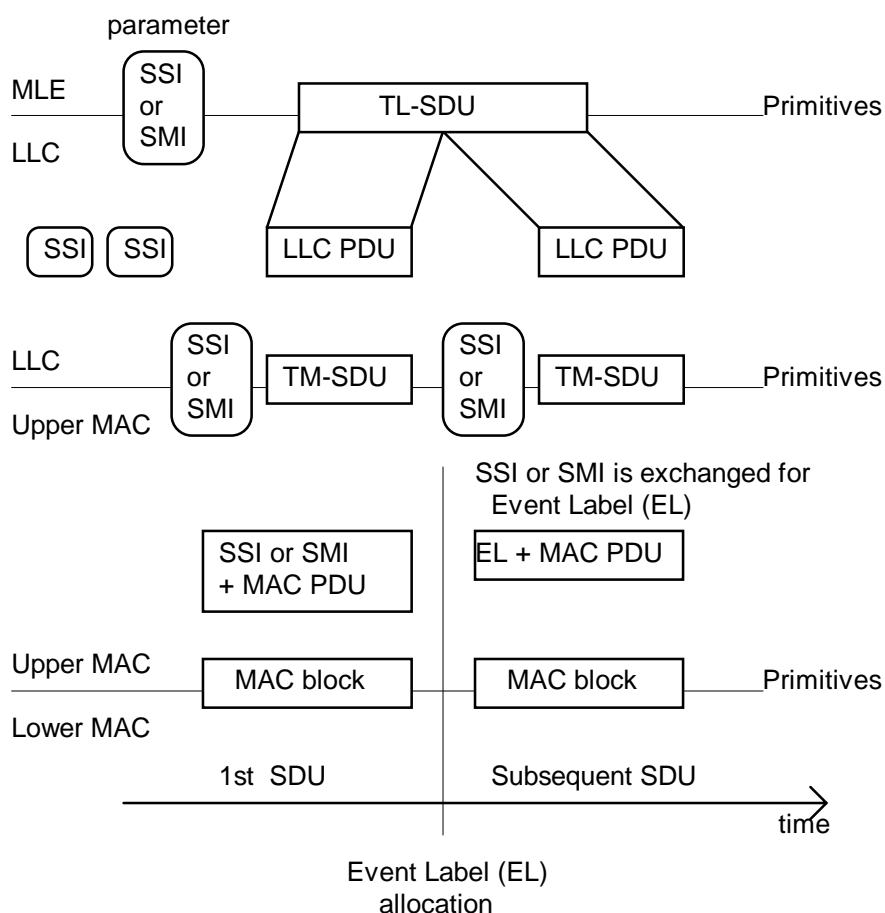 parameter
SSI
or
SMI
MLE
TL-SDU
Primitives
LLC
SSI
SSI
LLC PDU
LLC PDU
LLC
SSI
or
SMI
TM-SDU
SSI
or
SMI
TM-SDU
Primitives
Upper MAC
SSI or SMI is exchanged for
Event Label (EL)
SSI or SMI
+ MAC PDU
EL + MAC PDU
Upper MAC
MAC block
MAC block
Primitives
Lower MAC
1st SDU
Subsequent SDU
time
Event Label (EL)
allocation